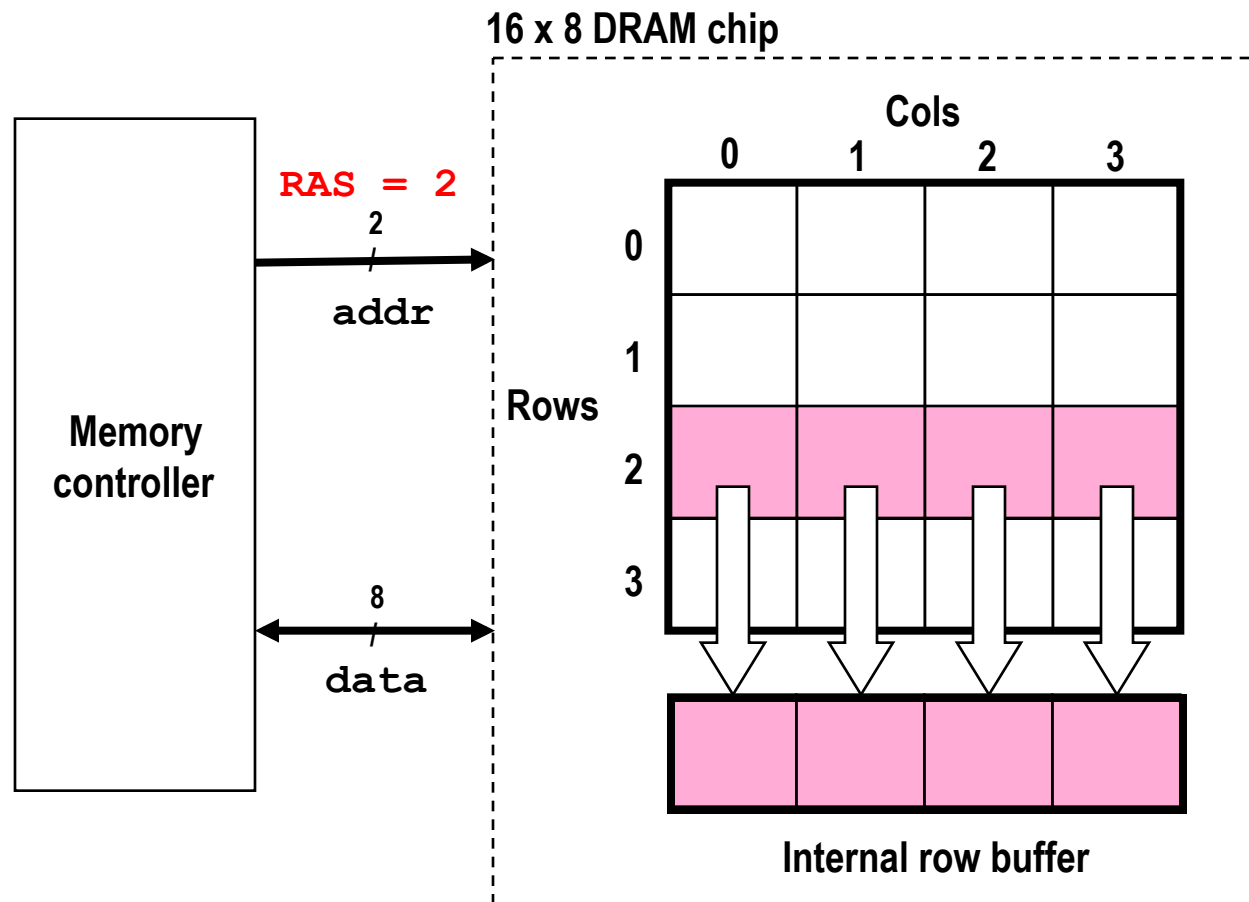 16 x 8 DRAM chip
Cols
0 1 2 3
RAS = 2
2
addr
0
1
Rows
2
3
Memory
controller
8
data
Internal row buffer